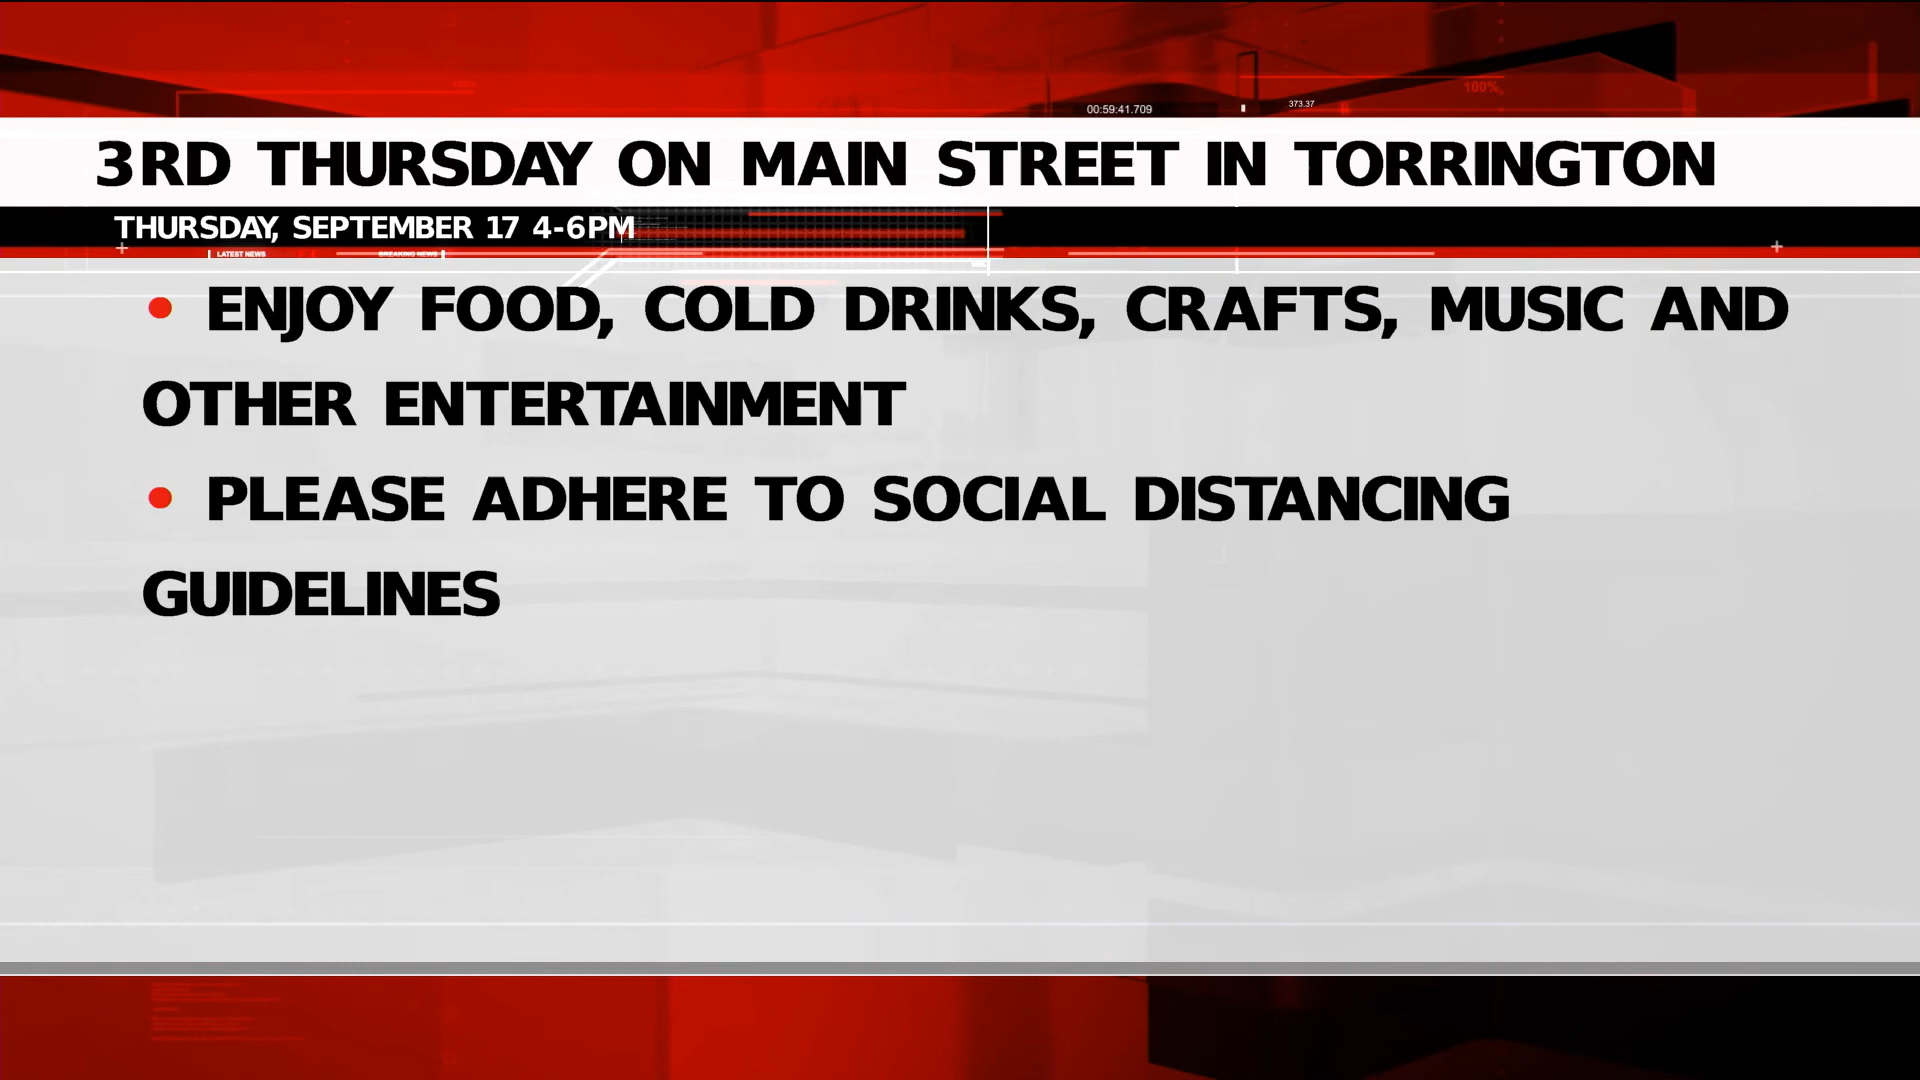 100%
00:59:41.709
373.37
3RD THURSDAY ON MAIN STREET IN TORRINGTON
THURSDAY, SEPTEMBER 17 4-6PM
LATEST NEWS
BREAKING NEWS
• ENJOY FOOD, COLD DRINKS, CRAFTS, MUSIC AND
OTHER ENTERTAINMENT
• PLEASE ADHERE TO SOCIAL DISTANCING
GUIDELINES